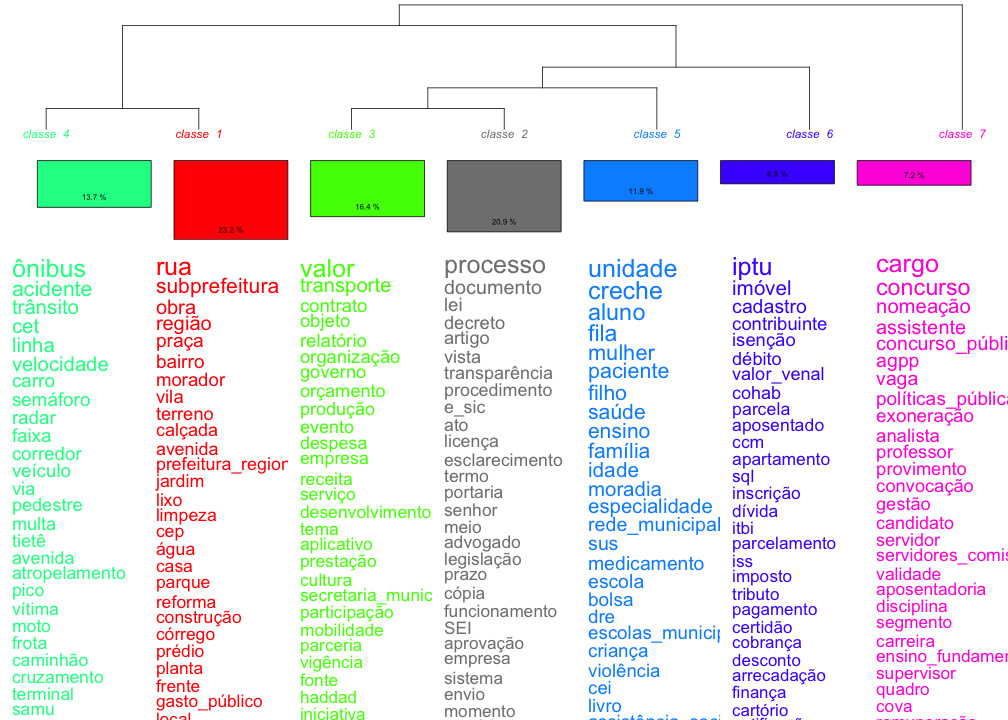 classe 4
classe 1
classe 3
classe 2
classe 5
classe 6
classe 7
13.7 %
23.2 %
16.4 %
20.9 %
11.9 %
6.6 %
7.2 %
ônibus
acidente
trânsito
cet
linha
velocidade
carro
semáforo
radar
faixa
corredor
veículo
via
pedestre
multa
tietê
avenida
atropelamento
pico
vítima
moto
frota
caminhão
cruzamento
terminal
samu
rua
subprefeitura
obra
região
praça
bairro
morador
vila
terreno
calçada
avenida
prefeitura_region
jardim
lixo
limpeza
cep
água
casa
parque
reforma
construção
córrego
prédio
planta
frente
gasto_público
local
valor
transporte
contrato
objeto
relatório
organização
governo
orçamento
produção
evento
despesa
empresa
receita
serviço
desenvolvimento
tema
aplicativo
prestação
cultura
secretaria_munic
participação
mobilidade
parceria
vigência
fonte
haddad
iniciativa
processo
documento
lei
decreto
artigo
vista
transparência
procedimento
e_sic
ato
licença
esclarecimento
termo
portaria
senhor
meio
advogado
legislação
prazo
cópia
funcionamento
SEI
aprovação
empresa
sistema
envio
momento
unidade
creche
aluno
fila
mulher
paciente
filho
saúde
ensino
família
idade
moradia
especialidade
rede_municipal
sus
medicamento
escola
bolsa
dre
escolas_municip
criança
violência
cei
livro
iptu
imóvel
cadastro
contribuinte
isenção
débito
valor_venal
cohab
parcela
aposentado
ccm
apartamento
sql
inscrição
dívida
itbi
parcelamento
iss
imposto
tributo
pagamento
certidão
cobrança
desconto
arrecadação
finança
cartório
cargo
concurso
nomeação
assistente
concurso_públi
agpp
vaga
políticas_pública
exoneração
analista
professor
provimento
convocação
gestão
candidato
servidor
servidores_comis
validade
aposentadoria
disciplina
segmento
carreira
ensino_fundamen
supervisor
quadro
cova